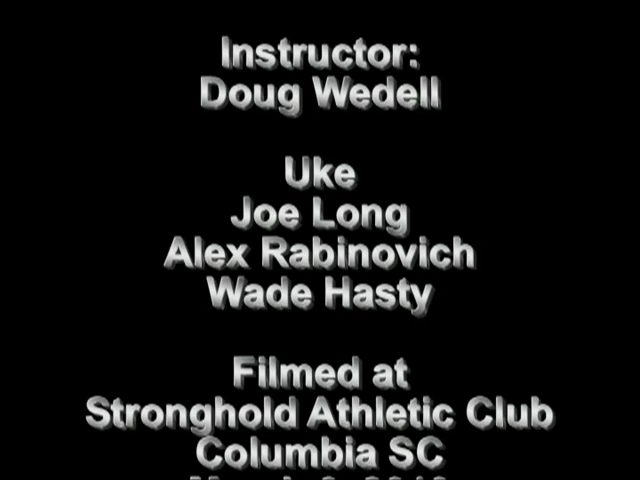 Instructor:
Doug Wedell
Uke
Joe Long
Alex Rabinovich
Wade Hasty
Filmed at
Stronghold Athletic Club
Columbia SC